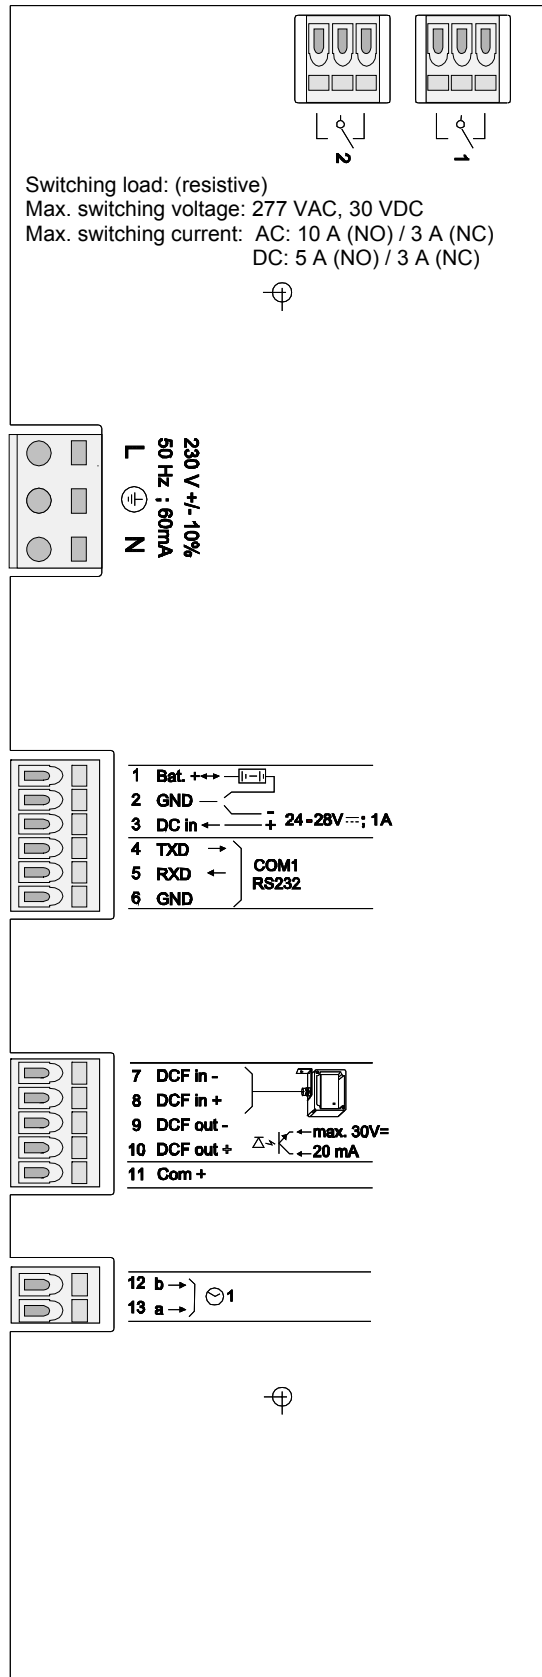 2
1
Switching load: (resistive)
Max. switching voltage: 277 VAC, 30 VDC
Max. switching current: AC: 10 A (NO) / 3 A (NC)
DC: 5 A (NO) / 3 A (NC)
230 V +/- 10%
50 Hz ; 60mA
L N
1 Bat. +
2 GND -
3 DC in + 24-28V ; 1A
4 TXD
5 RXD
6 GND
COM1
RS232
7 DCF in -
8 DCF in +
9 DCF out - max. 30V=
10 DCF out + 20 mA
11 Com +
12 b
13 a
1